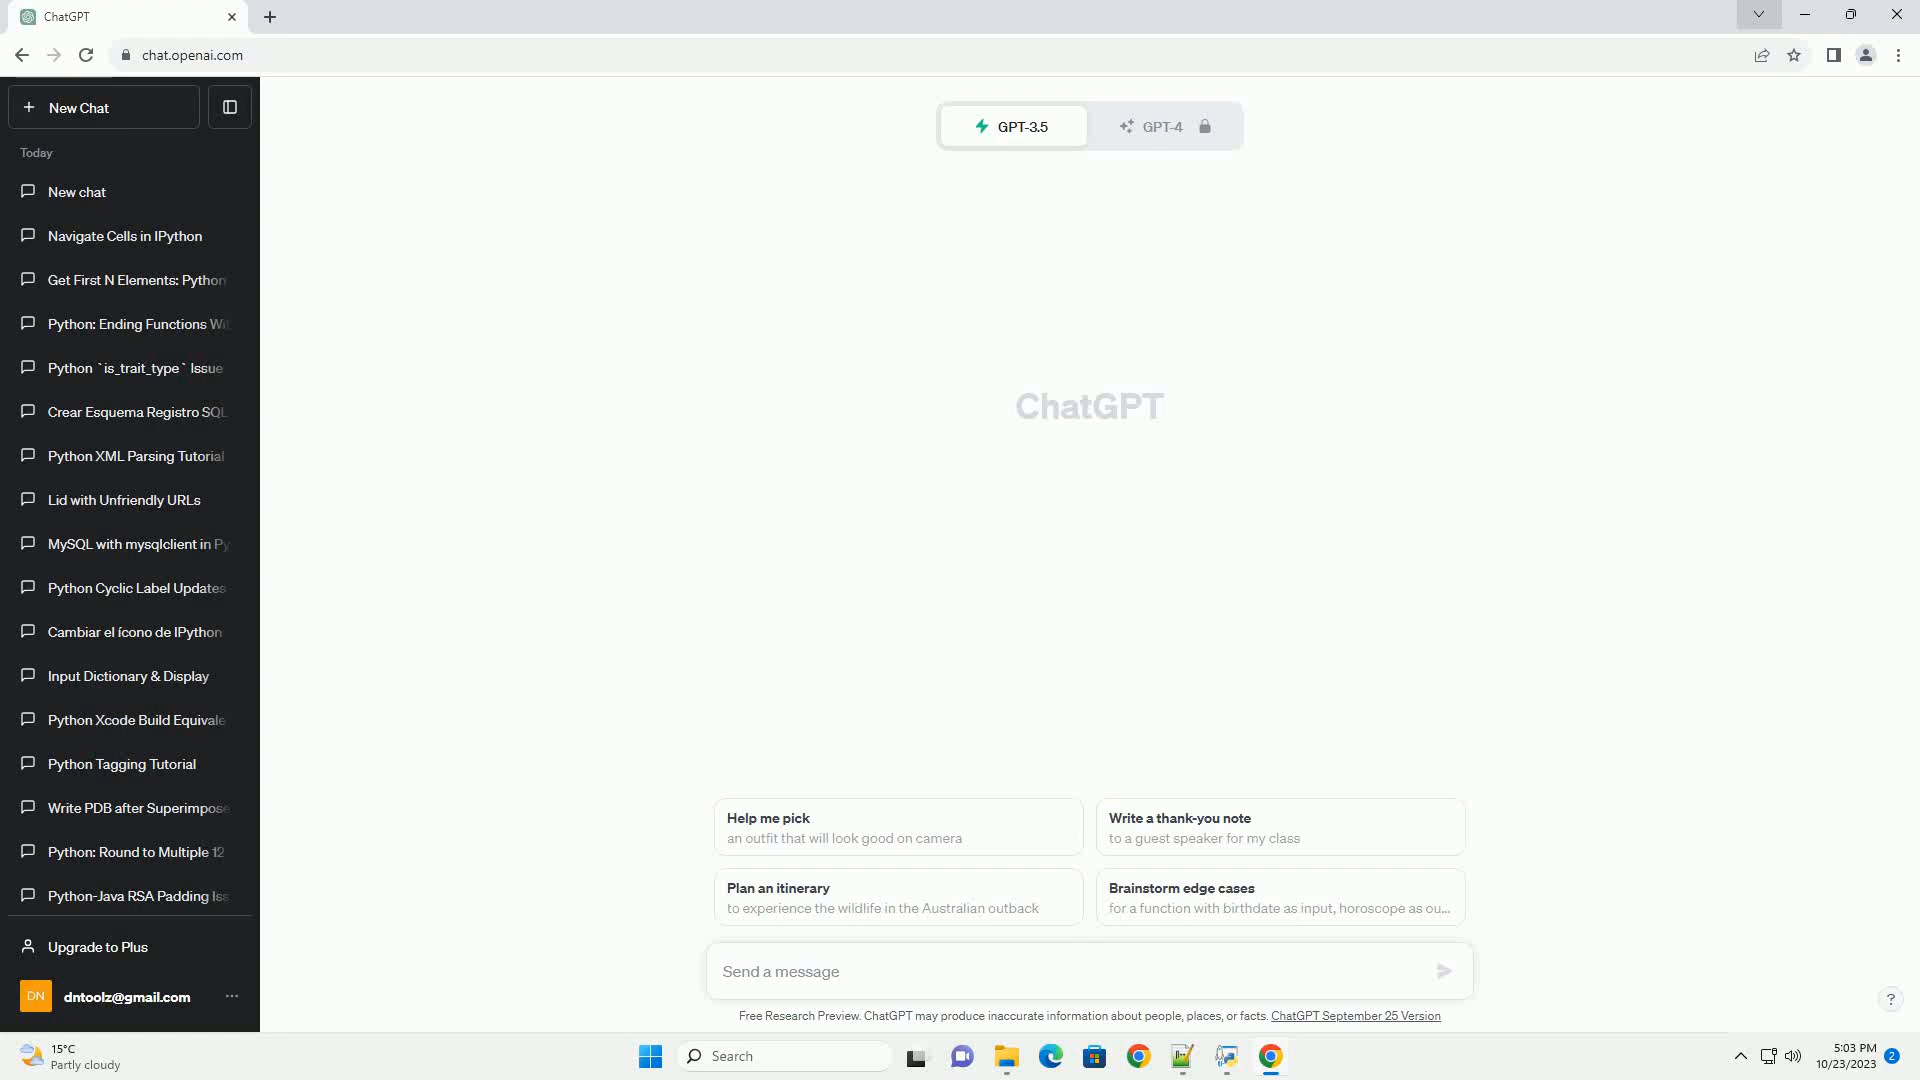 ChatGPT
chat.openai.com
New Chat
Today
New chat
Navigate Cells in IPython
Get First N Elements: Python
Python: Ending Functions Wi
Python `is_trait_type` Issue
Crear Esquema Registro SQL
Python XML Parsing Tutorial
Lid with Unfriendly URLs
MySQL with mysqlclient in Py
Python Cyclic Label Updates
Cambiar el ícono de IPython
Input Dictionary & Display
Python Xcode Build Equivale
Python Tagging Tutorial
Write PDB after Superimpose
Python: Round to Multiple 12
Python-Java RSA Padding Iss
Upgrade to Plus
DN dntoolz@gmail.com
GPT-3.5 GPT-4
ChatGPT
Help me pick
an outfit that will look good on camera
Write a thank-you note
to a guest speaker for my class
Plan an itinerary
to experience the wildlife in the Australian outback
Brainstorm edge cases
for a function with birthdate as input, horoscope as ou...
Send a message
Free Research Preview. ChatGPT may produce inaccurate information about people, places, or facts. ChatGPT September 25 Version
?
15°C
Partly cloudy
Search
5:03 PM
10/23/2023
2